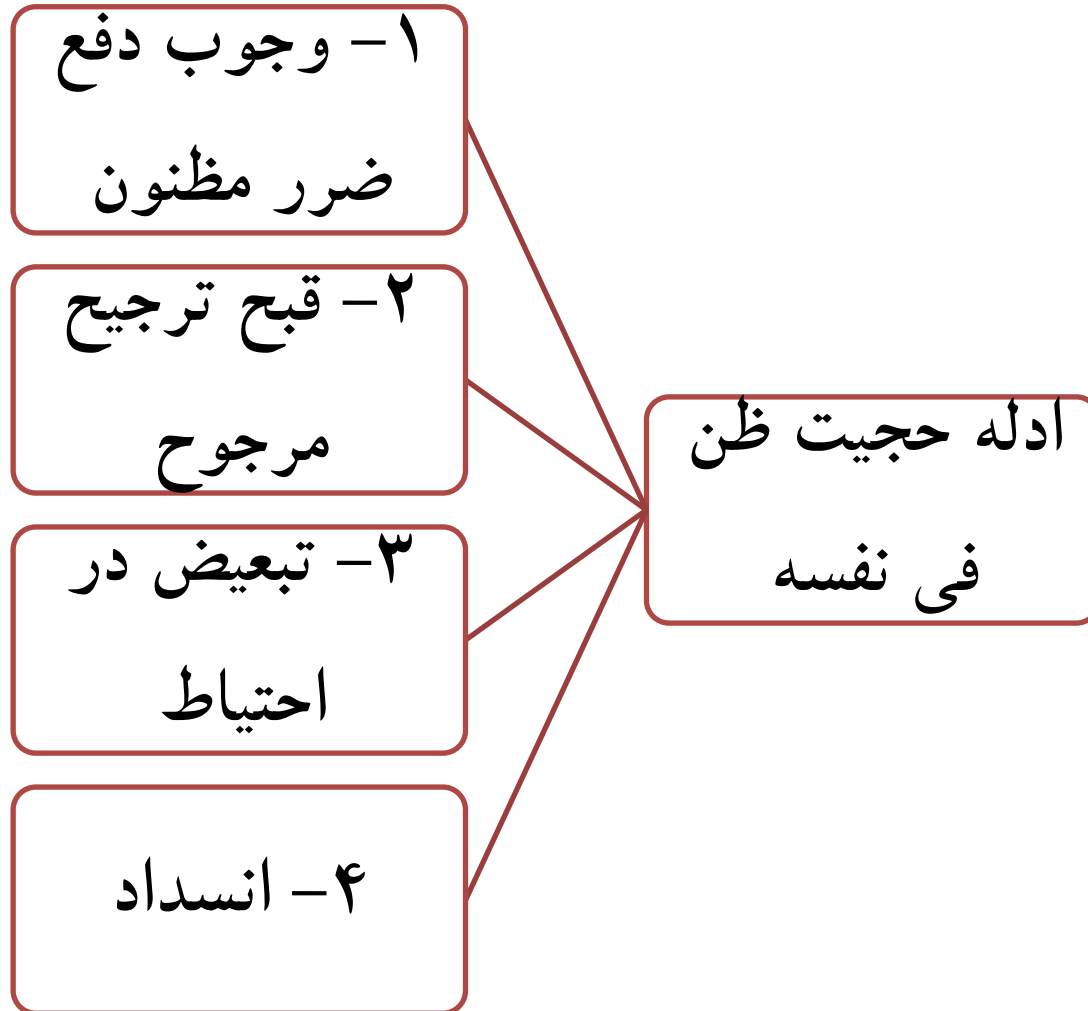 ادله حجیت ظن
فی نفسه
۱- وجوب دفع
ضرر مظنون
۲- قبح ترجیح
مرجوح
۳- تبعیض در
احتیاط
۴- انسداد